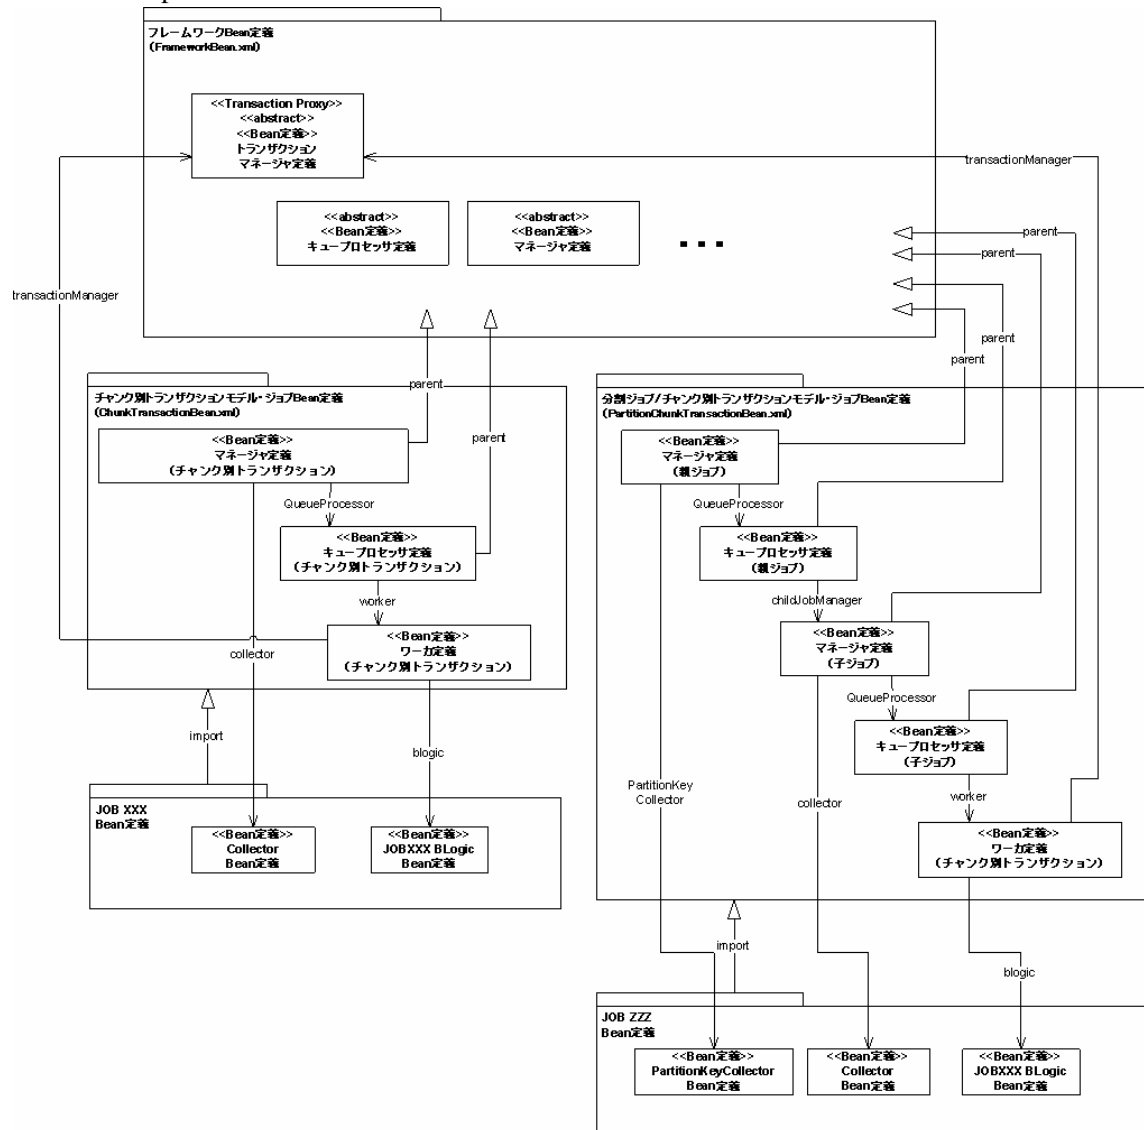 フレームワークBean定義
(FrameworkBean.xml)
<<Transaction Proxy>>
<<abstract>>
<<Bean定義>>
トランザクション
マネージャ定義
transactionManager
<<abstract>>
<<Bean定義>>
キュープロセッサ定義
<<abstract>>
<<Bean定義>>
マネージャ定義
...
parent
parent
transactionManager
parent
parent
parent
parent
チャンク別トランザクションモデル・ジョブBean定義
(ChunkTransactionBean.xml)
<<Bean定義>>
マネージャ定義
(チャンク別トランザクション)
QueueProcessor
<<Bean定義>>
キュープロセッサ定義
(チャンク別トランザクション)
worker
<<Bean定義>>
ワーカ定義
(チャンク別トランザクション)
collector
import
blogic
JOB XXX
Bean定義
<<Bean定義>>
Collector
Bean定義
<<Bean定義>>
JOBXXX BLogic
Bean定義
分割ジョブ/チャンク別トランザクションモデル・ジョブBean定義
(PartitionChunkTransactionBean.xml)
<<Bean定義>>
マネージャ定義
(親ジョブ)
QueueProcessor
<<Bean定義>>
キュープロセッサ定義
(親ジョブ)
childJobManager
<<Bean定義>>
マネージャ定義
(子ジョブ)
QueueProcessor
<<Bean定義>>
キュープロセッサ定義
(子ジョブ)
PartitionKey
Collector
collector
worker
<<Bean定義>>
ワーカ定義
(チャンク別トランザクション)
import
blogic
JOB ZZZ
Bean定義
<<Bean定義>>
PartitionKeyCollector
Bean定義
<<Bean定義>>
Collector
Bean定義
<<Bean定義>>
JOBXXX BLogic
Bean定義